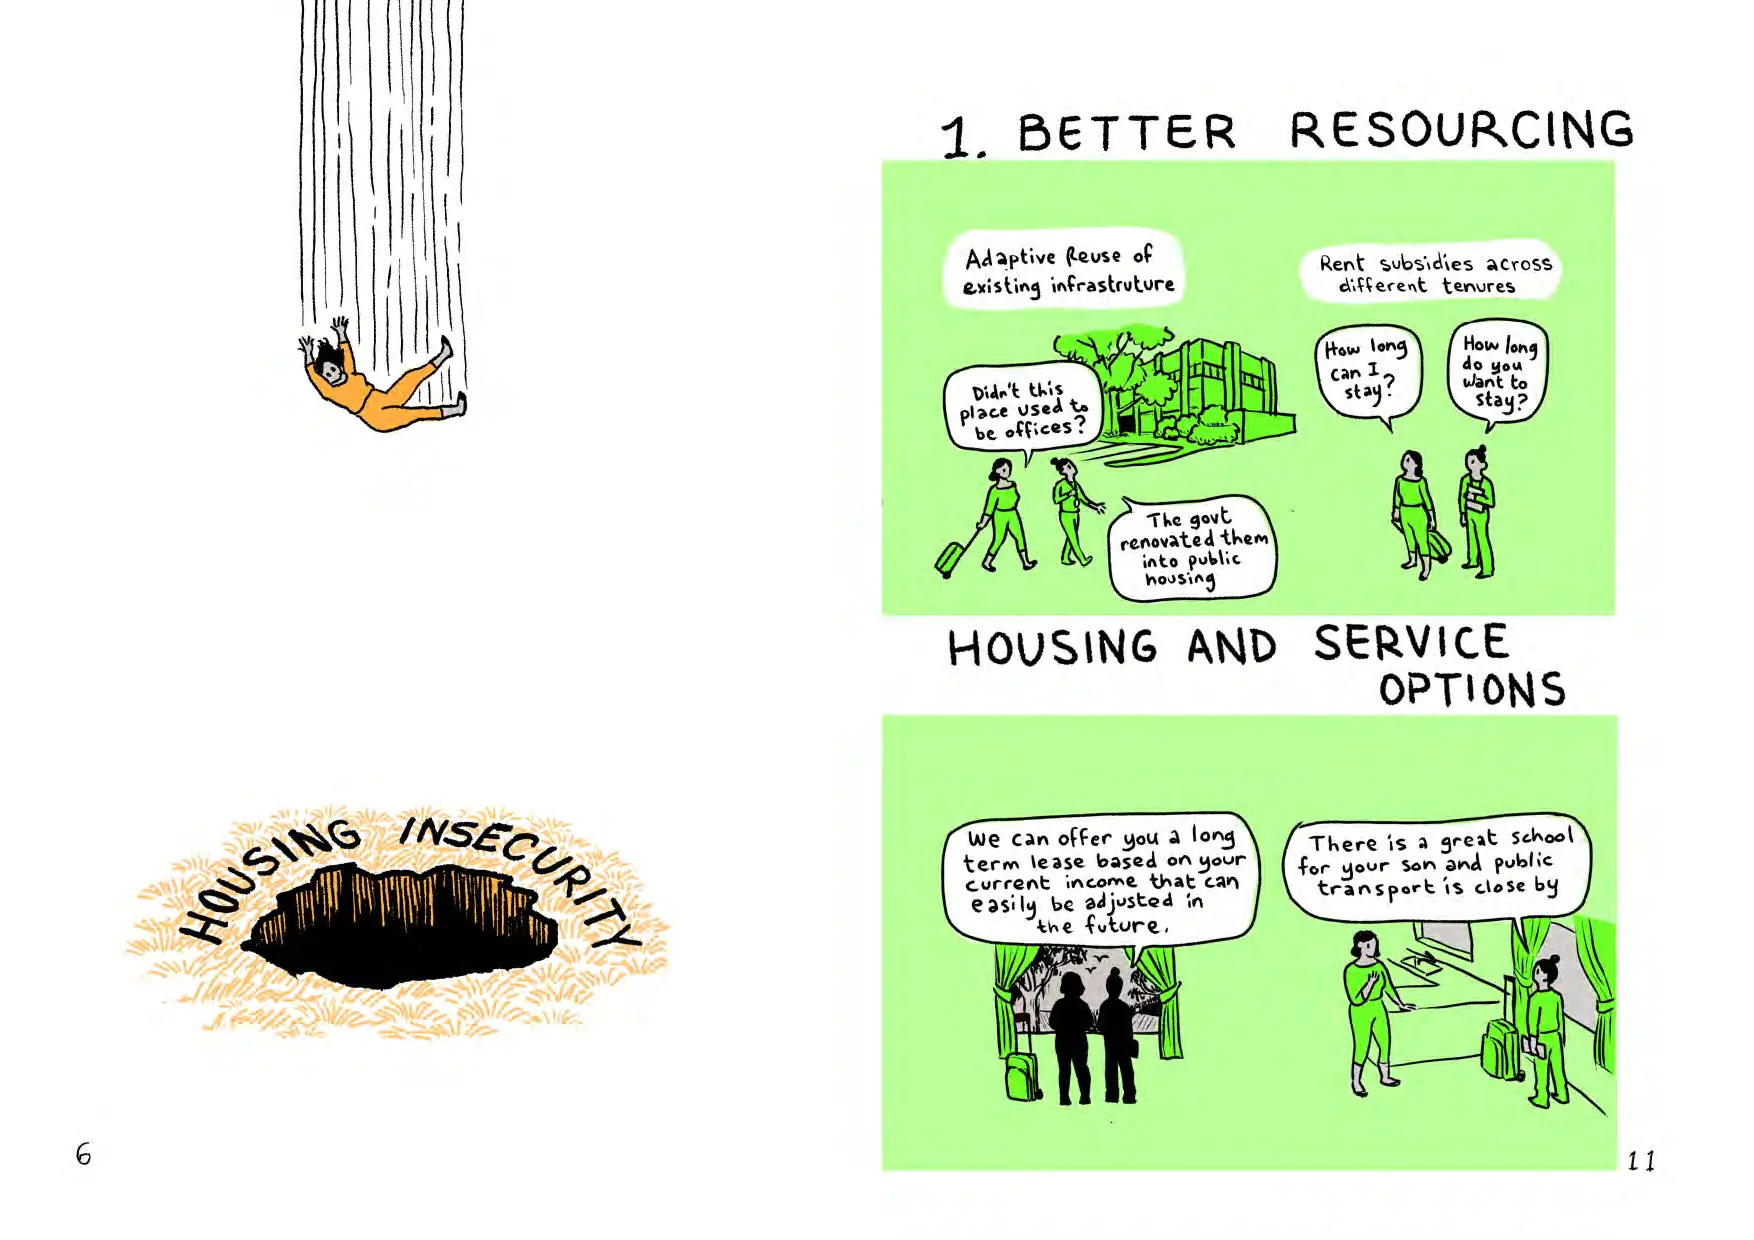 HOUSING INSECURITY
6
1. BETTER RESOURCING
Adaptive Reuse of
existing infrastruture
Rent subsidies across
different tenures
Didn't this
place used to
be offices?
The govt
renovated them
into public
housing
How long
can I
stay?
How long
do you
want to
stay?
HOUSING AND SERVICE
OPTIONS
We can offer you a long
term lease based on your
current income that can
easily be adjusted in
the future.
There is a great school
for your son and public
transport is close by
11